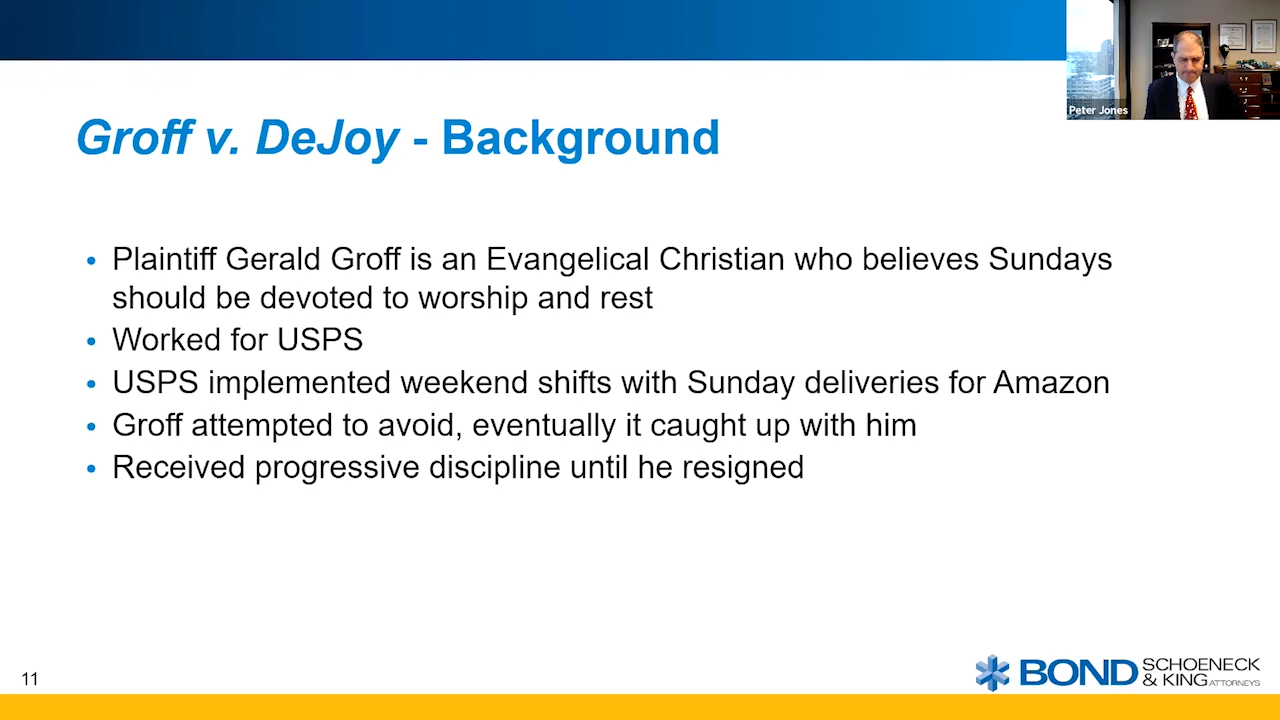 Peter Jones
Groff v. DeJoy - Background
• Plaintiff Gerald Groff is an Evangelical Christian who believes Sundays
should be devoted to worship and rest
• Worked for USPS
• USPS implemented weekend shifts with Sunday deliveries for Amazon
• Groff attempted to avoid, eventually it caught up with him
• Received progressive discipline until he resigned
11
BOND SCHOENECK
& KING ATTORNEYS